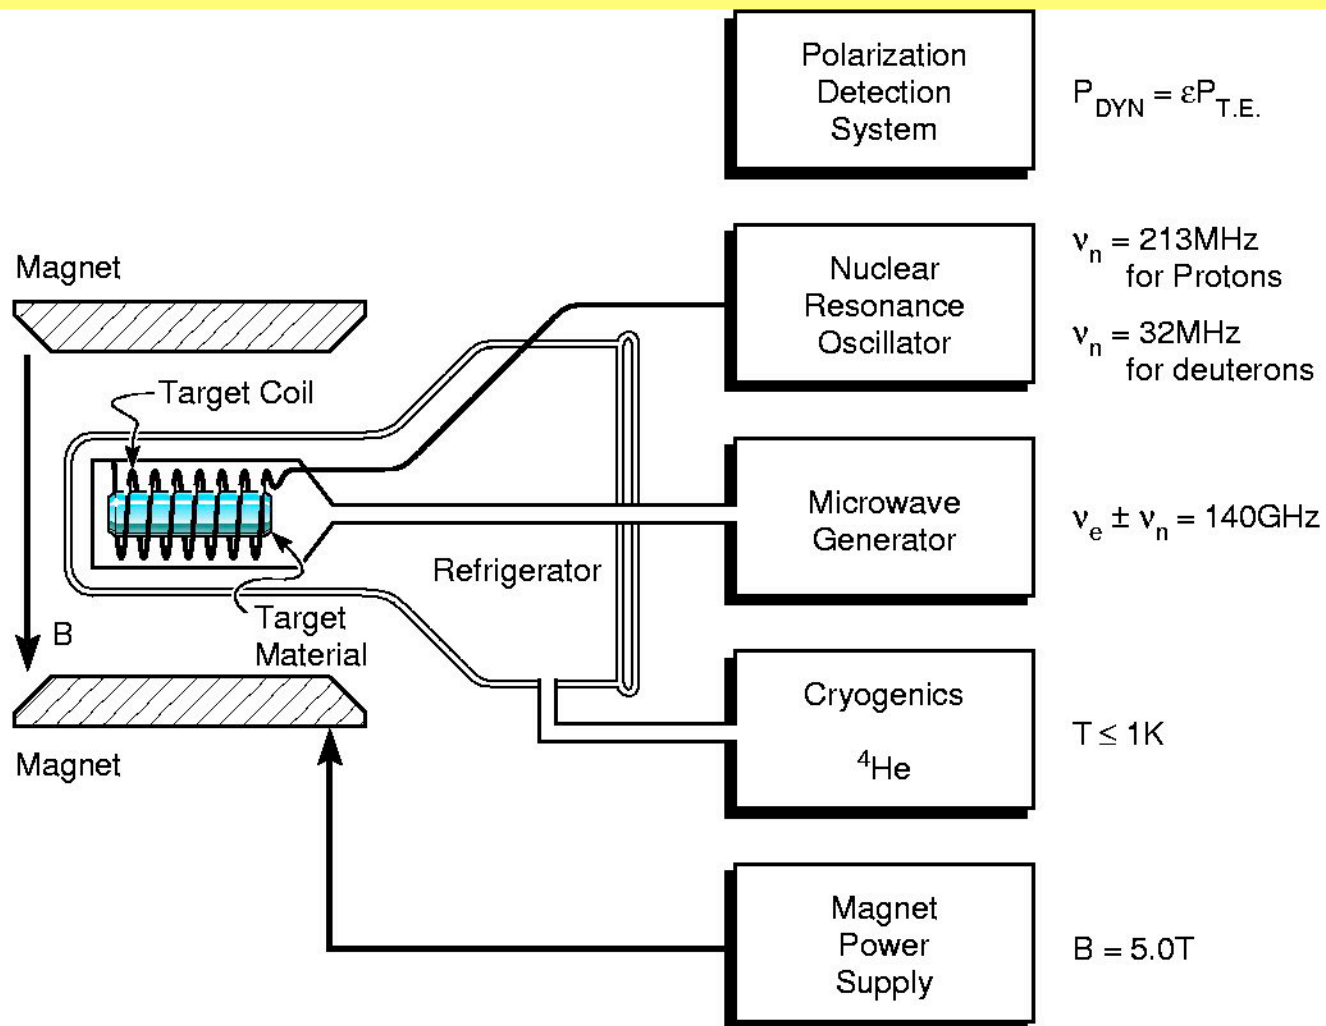 Polarization
Detection
System
P_DYN = εP_T.E.
Magnet
Nuclear
Resonance
Oscillator
ν_n = 213MHz
for Protons
ν_n = 32MHz
for deuterons
Target Coil
Microwave
Generator
ν_e ± ν_n = 140GHz
Refrigerator
Target
Material
B
Magnet
Cryogenics
⁴He
T ≤ 1K
Magnet
Power
Supply
B = 5.0T